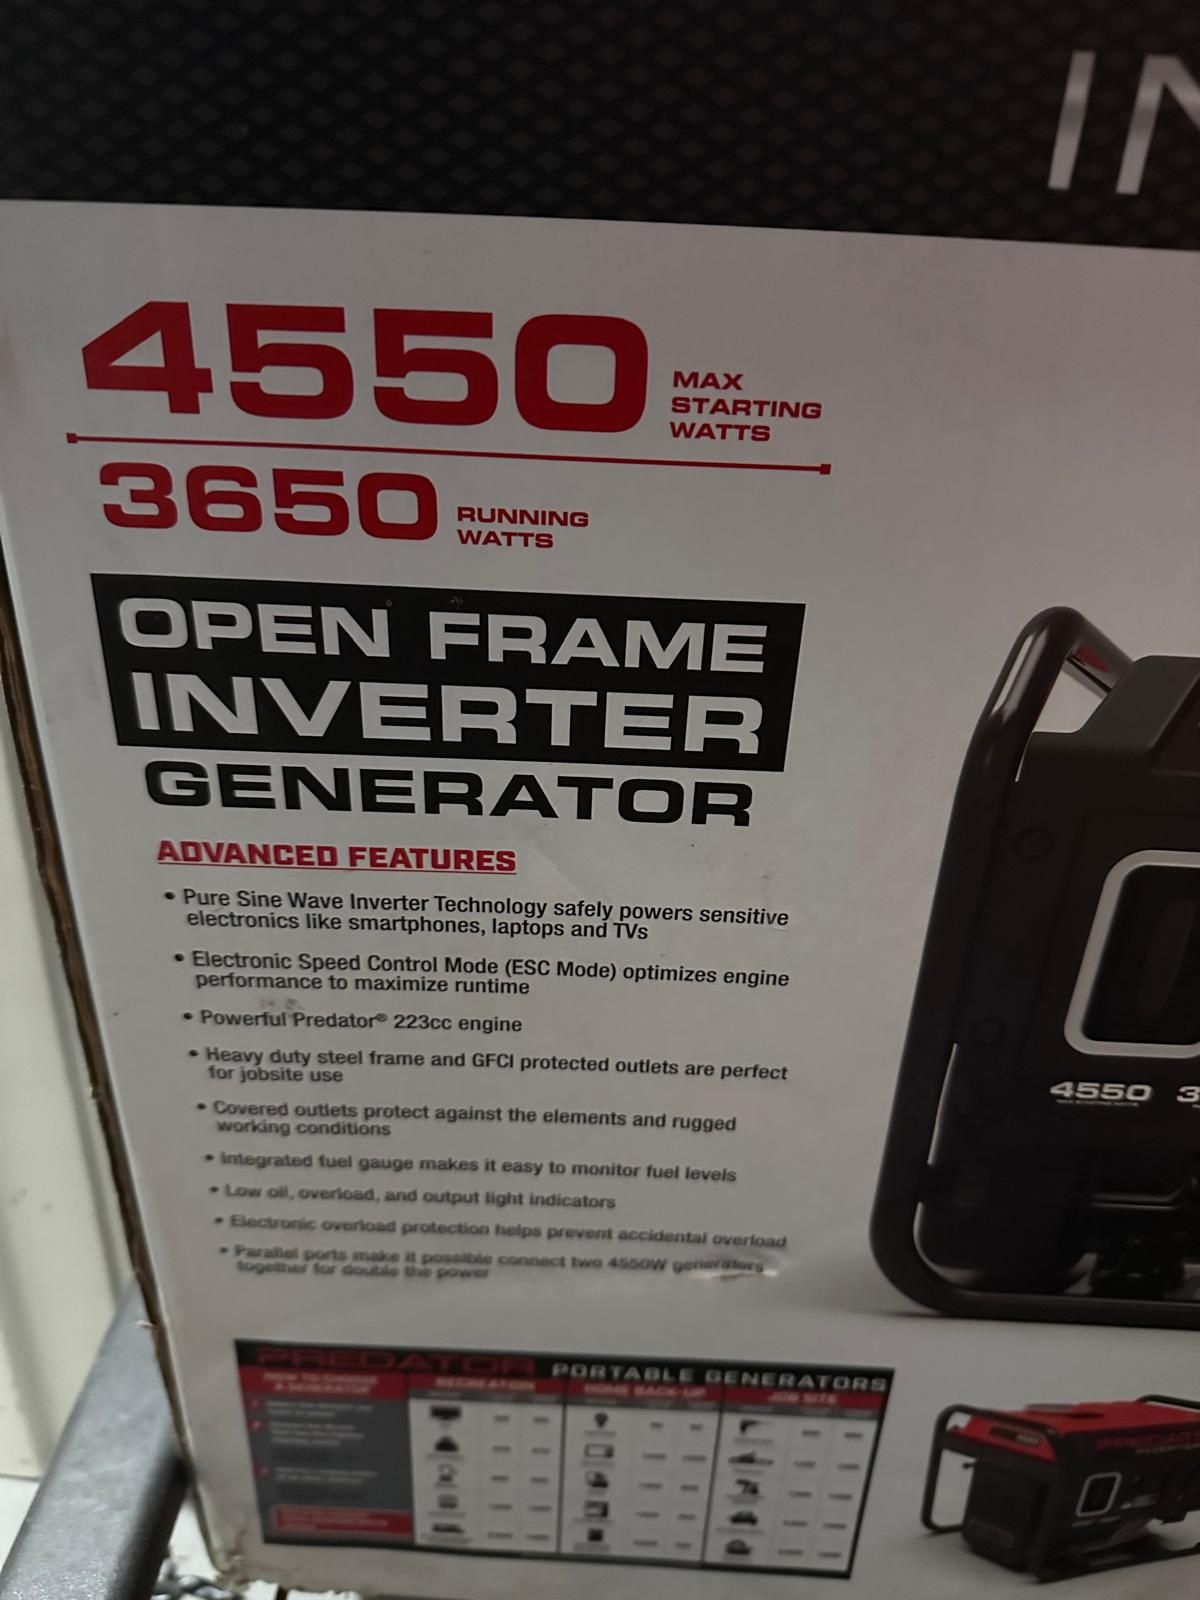 IN
4550 MAX
STARTING
WATTS
3650 RUNNING
WATTS
OPEN FRAME
INVERTER
GENERATOR
ADVANCED FEATURES
• Pure Sine Wave Inverter Technology safely powers sensitive
electronics like smartphones, laptops and TVs
• Electronic Speed Control Mode (ESC Mode) optimizes engine
performance to maximize runtime
• Powerful Predator® 223cc engine
• Heavy duty steel frame and GFCI protected outlets are perfect
for jobsite use
• Covered outlets protect against the elements and rugged
working conditions
• Integrated fuel gauge makes it easy to monitor fuel levels
• Low oil, overload, and output light indicators
• Electronic overload protection helps prevent accidental overload
• Parallel ports make it possible connect two 4550W generators
together for double the power
4550 3
PREDATOR PORTABLE GENERATORS
HOW TO CHOOSE
A GENERATOR
RECREATION
HOME BACK-UP
JOB SITE